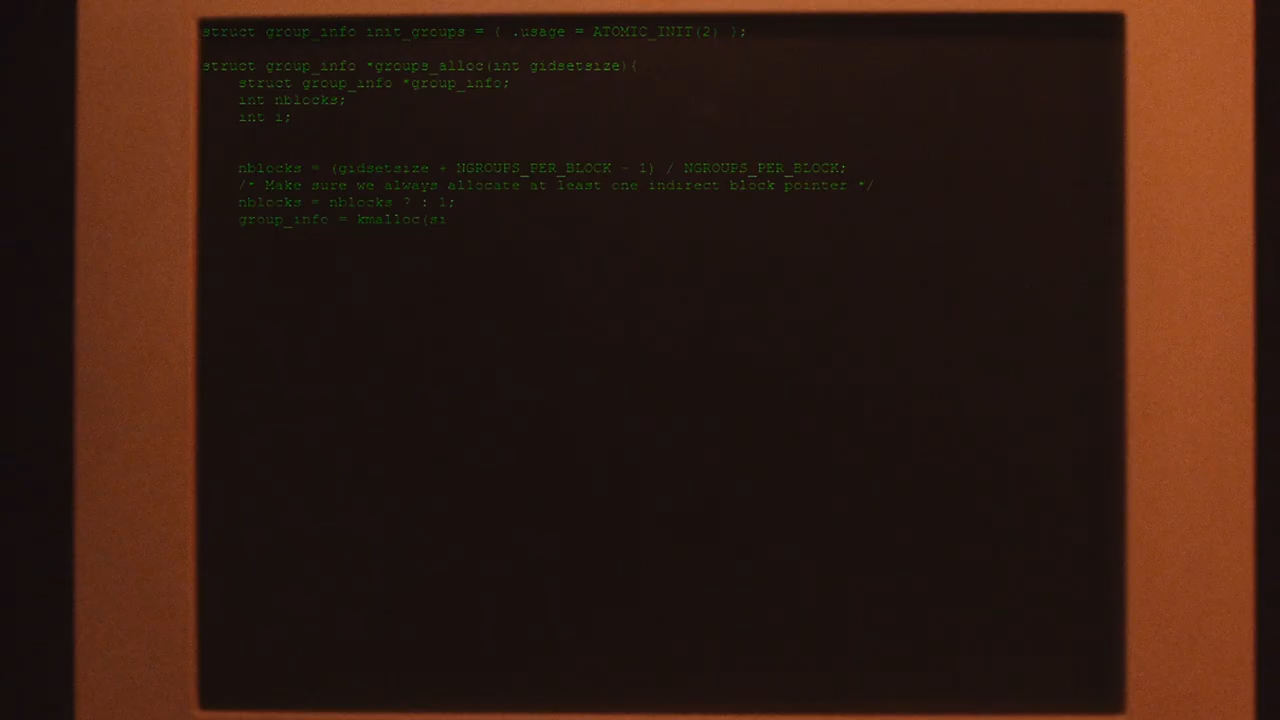 struct group_info init_groups = { .usage = ATOMIC_INIT(2) };
struct group_info *groups_alloc(int gidsetsize){
struct group_info *group_info;
int nblocks;
int i;
nblocks = (gidsetsize + NGROUPS_PER_BLOCK - 1) / NGROUPS_PER_BLOCK;
/* Make sure we always allocate at least one indirect block pointer */
nblocks = nblocks ? : 1;
group_info = kmalloc(si